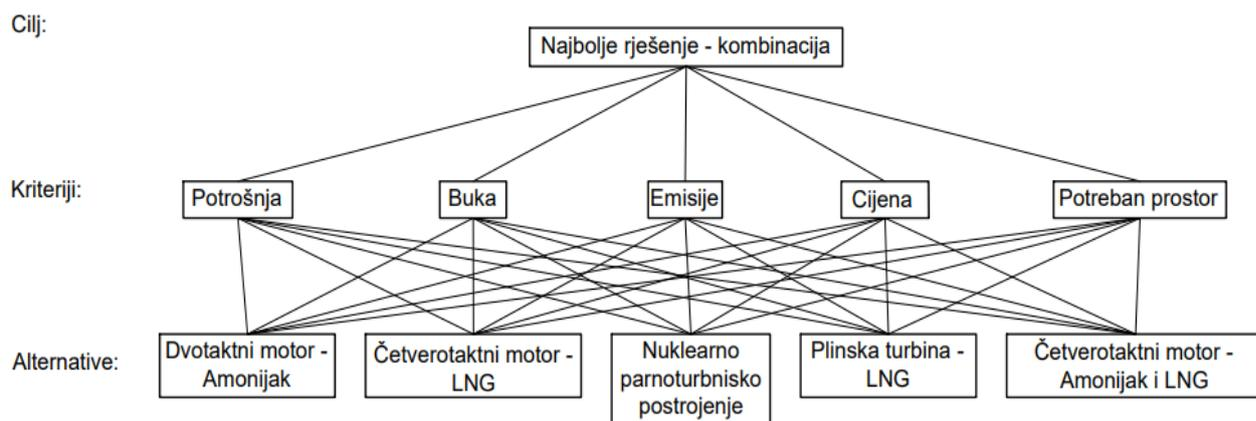 Cilj:
Najbolje rješenje - kombinacija
Kriteriji:
Potrošnja
Buka
Emisije
Cijena
Potreban prostor
Alternative:
Dvotaktni motor -
Amonijak
Četverotaktni motor -
LNG
Nuklearno
parnoturbnisko
postrojenje
Plinska turbina -
LNG
Četverotaktni motor -
Amonijak i LNG